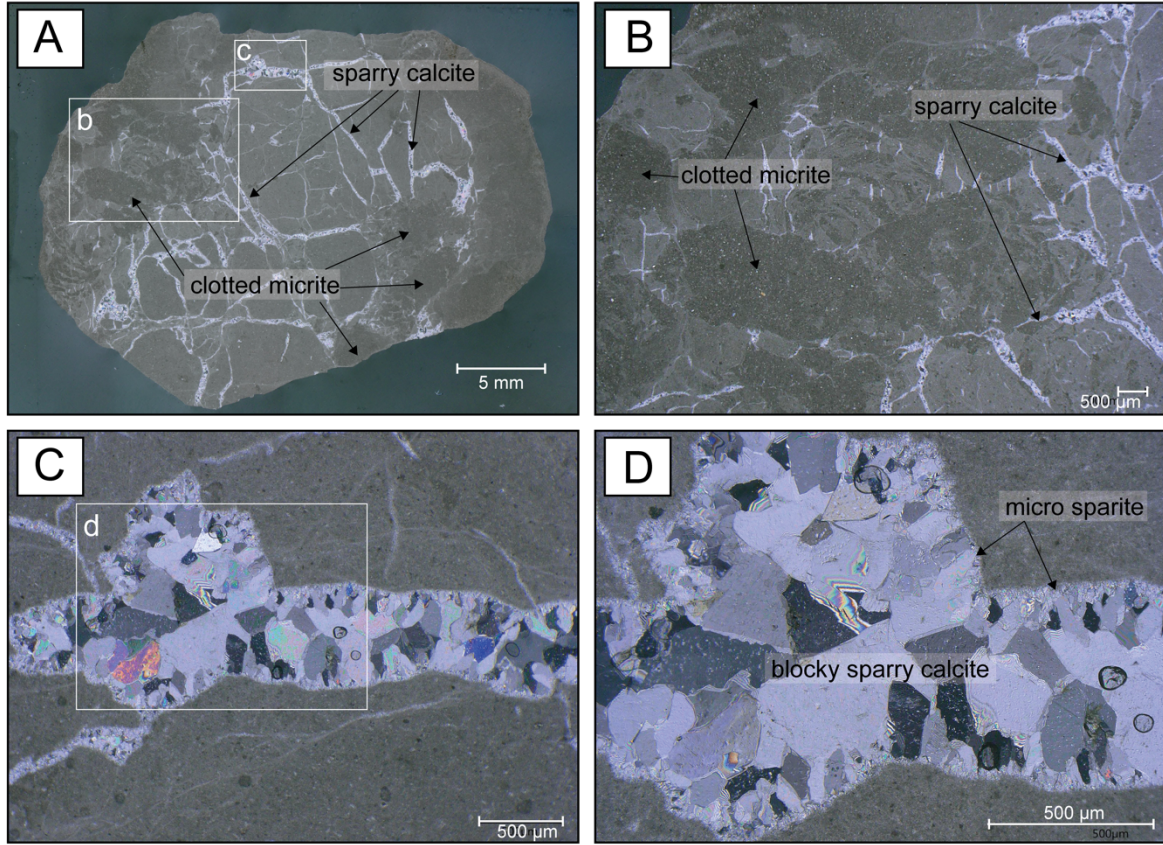 A
c
sparry calcite
b
clotted micrite
5 mm
B
sparry calcite
clotted micrite
500 µm
C
d
500 µm
D
micro sparite
blocky sparry calcite
500 µm
500µm